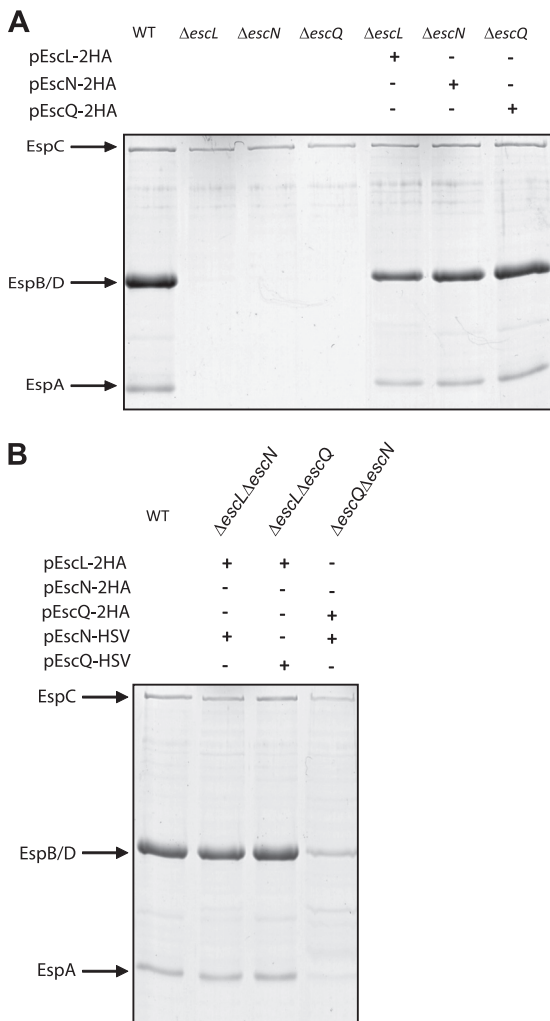 A
WT ΔescL ΔescN ΔescQ ΔescL ΔescN ΔescQ
pEscL-2HA + - -
pEscN-2HA - + -
pEscQ-2HA - - +
EspC
EspB/D
EspA
B
WT ΔescLΔescN ΔescLΔescQ ΔescQΔescN
pEscL-2HA + + -
pEscN-2HA - - -
pEscQ-2HA - - +
pEscN-HSV + - +
pEscQ-HSV - + -
EspC
EspB/D
EspA